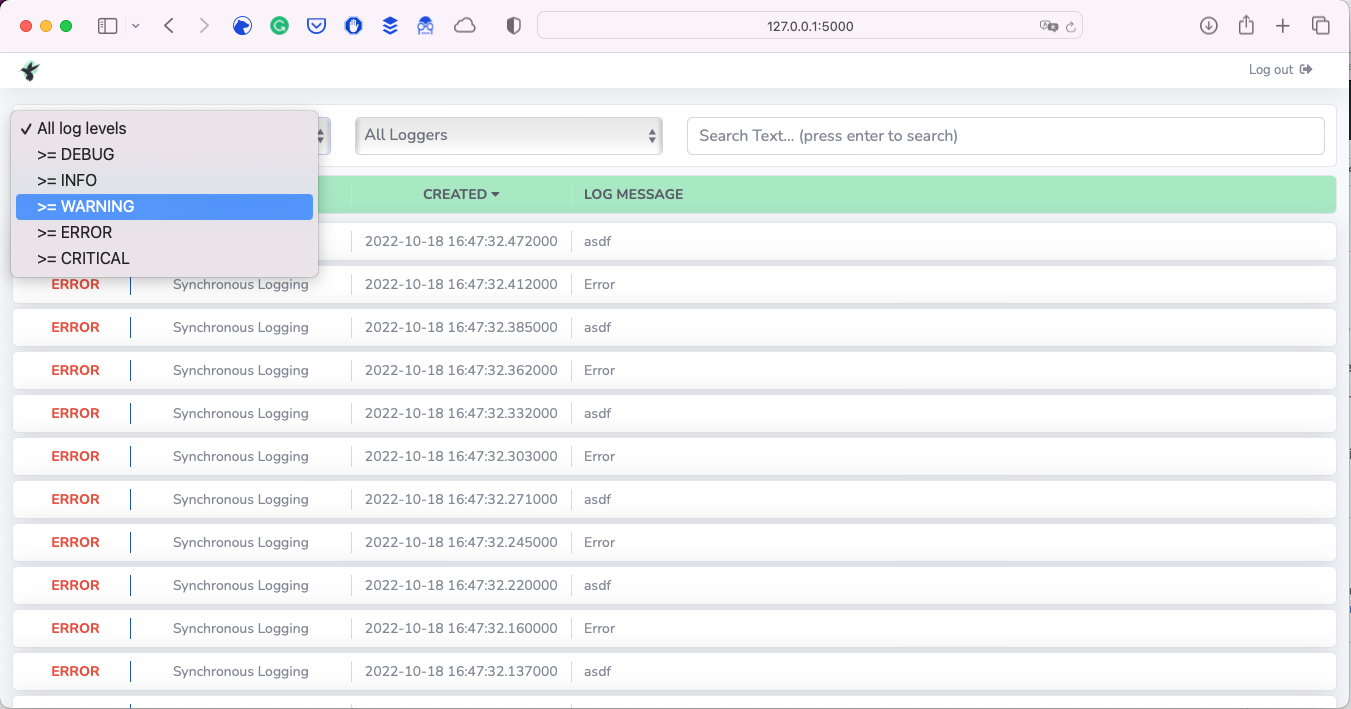 127.0.0.1:5000
Log out
✓ All log levels
>= DEBUG
>= INFO
>= WARNING
>= ERROR
>= CRITICAL
All Loggers
Search Text... (press enter to search)
CREATED LOG MESSAGE
2022-10-18 16:47:32.472000 asdf
ERROR Synchronous Logging 2022-10-18 16:47:32.412000 Error
ERROR Synchronous Logging 2022-10-18 16:47:32.385000 asdf
ERROR Synchronous Logging 2022-10-18 16:47:32.362000 Error
ERROR Synchronous Logging 2022-10-18 16:47:32.332000 asdf
ERROR Synchronous Logging 2022-10-18 16:47:32.303000 Error
ERROR Synchronous Logging 2022-10-18 16:47:32.271000 asdf
ERROR Synchronous Logging 2022-10-18 16:47:32.245000 Error
ERROR Synchronous Logging 2022-10-18 16:47:32.220000 asdf
ERROR Synchronous Logging 2022-10-18 16:47:32.160000 Error
ERROR Synchronous Logging 2022-10-18 16:47:32.137000 asdf